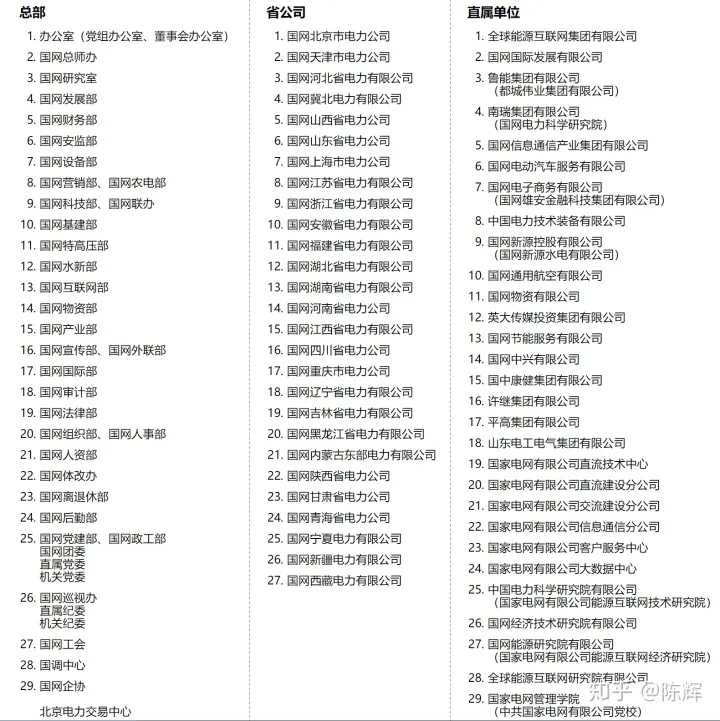 总部
1. 办公室（党组办公室、董事会办公室）
2. 国网总师办
3. 国网研究室
4. 国网发展部
5. 国网财务部
6. 国网安监部
7. 国网设备部
8. 国网营销部、国网农电部
9. 国网科技部、国网联办
10. 国网基建部
11. 国网特高压部
12. 国网水新部
13. 国网互联网部
14. 国网物资部
15. 国网产业部
16. 国网宣传部、国网外联部
17. 国网国际部
18. 国网审计部
19. 国网法律部
20. 国网组织部、国网人事部
21. 国网人资部
22. 国网体改办
23. 国网离退休部
24. 国网后勤部
25. 国网党建部、国网政工部
国网团委
直属党委
机关党委
26. 国网巡视办
直属纪委
机关纪委
27. 国网工会
28. 国调中心
29. 国网企协
北京电力交易中心
省公司
1. 国网北京市电力公司
2. 国网天津市电力公司
3. 国网河北省电力有限公司
4. 国网冀北电力有限公司
5. 国网山西省电力公司
6. 国网山东省电力公司
7. 国网上海市电力公司
8. 国网江苏省电力有限公司
9. 国网浙江省电力有限公司
10. 国网安徽省电力有限公司
11. 国网福建省电力有限公司
12. 国网湖北省电力有限公司
13. 国网湖南省电力有限公司
14. 国网河南省电力公司
15. 国网江西省电力有限公司
16. 国网四川省电力公司
17. 国网重庆市电力公司
18. 国网辽宁省电力有限公司
19. 国网吉林省电力有限公司
20. 国网黑龙江省电力有限公司
21. 国网内蒙古东部电力有限公司
22. 国网陕西省电力公司
23. 国网甘肃省电力公司
24. 国网青海省电力公司
25. 国网宁夏电力有限公司
26. 国网新疆电力有限公司
27. 国网西藏电力有限公司
直属单位
1. 全球能源互联网集团有限公司
2. 国网国际发展有限公司
3. 鲁能集团有限公司
（都城伟业集团有限公司）
4. 南瑞集团有限公司
（国网电力科学研究院）
5. 国网信息通信产业集团有限公司
6. 国网电动汽车服务有限公司
7. 国网电子商务有限公司
（国网雄安金融科技集团有限公司）
8. 中国电力技术装备有限公司
9. 国网新源控股有限公司
（国网新源水电有限公司）
10. 国网通用航空有限公司
11. 国网物资有限公司
12. 英大传媒投资集团有限公司
13. 国网节能服务有限公司
14. 国网中兴有限公司
15. 国中康健集团有限公司
16. 许继集团有限公司
17. 平高集团有限公司
18. 山东电工电气集团有限公司
19. 国家电网有限公司直流技术中心
20. 国家电网有限公司直流建设分公司
21. 国家电网有限公司交流建设分公司
22. 国家电网有限公司信息通信分公司
23. 国家电网有限公司客户服务中心
24. 国家电网有限公司大数据中心
25. 中国电力科学研究院有限公司
（国家电网有限公司能源互联网技术研究院）
26. 国网经济技术研究院有限公司
27. 国网能源研究院有限公司
（国家电网有限公司能源互联网经济研究院）
28. 全球能源互联网研究院有限公司
29. 国家电网管理学院
（中共国家电网有限公司党校）
知乎 @陈辉